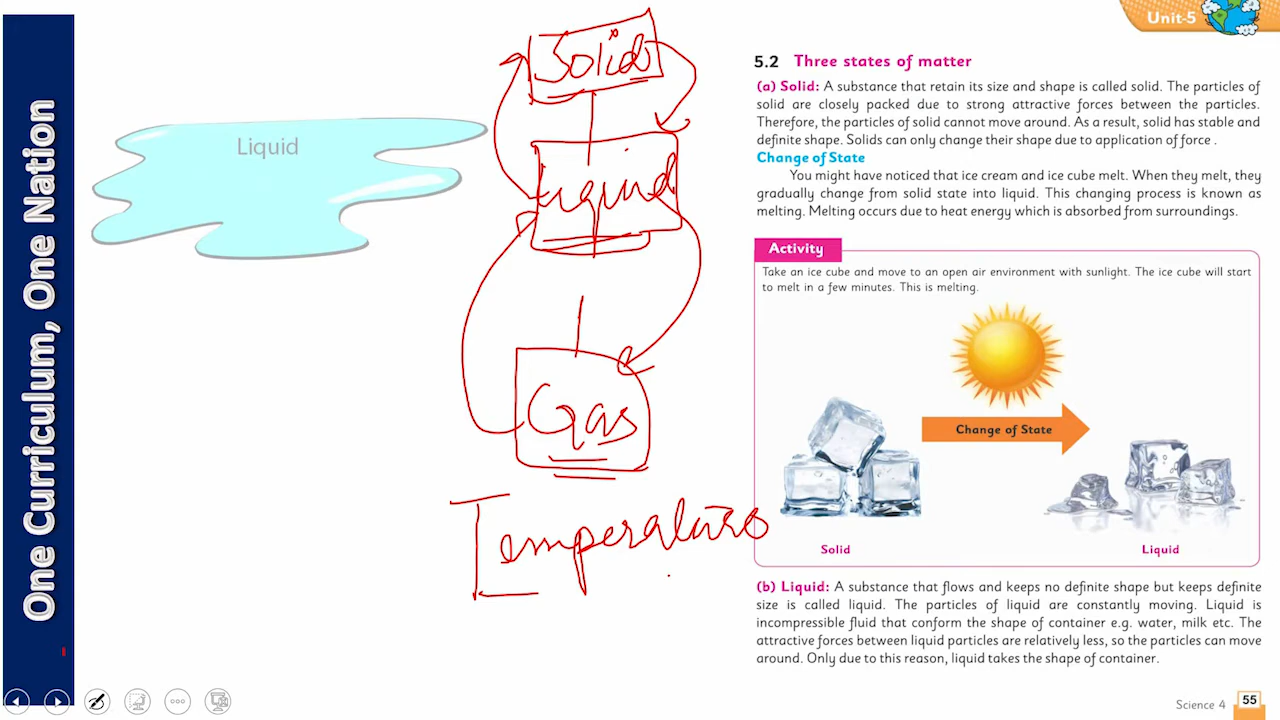 One Curriculum, One Nation
Liquid
Solid
Liquid
Gas
Temperature
Unit-5
5.2 Three states of matter
(a) Solid: A substance that retain its size and shape is called solid. The particles of
solid are closely packed due to strong attractive forces between the particles.
Therefore, the particles of solid cannot move around. As a result, solid has stable and
definite shape. Solids can only change their shape due to application of force .
Change of State
You might have noticed that ice cream and ice cube melt. When they melt, they
gradually change from solid state into liquid. This changing process is known as
melting. Melting occurs due to heat energy which is absorbed from surroundings.
Activity
Take an ice cube and move to an open air environment with sunlight. The ice cube will start
to melt in a few minutes. This is melting.
Change of State
Solid
Liquid
(b) Liquid: A substance that flows and keeps no definite shape but keeps definite
size is called liquid. The particles of liquid are constantly moving. Liquid is
incompressible fluid that conform the shape of container e.g. water, milk etc. The
attractive forces between liquid particles are relatively less, so the particles can move
around. Only due to this reason, liquid takes the shape of container.
Science 4 55